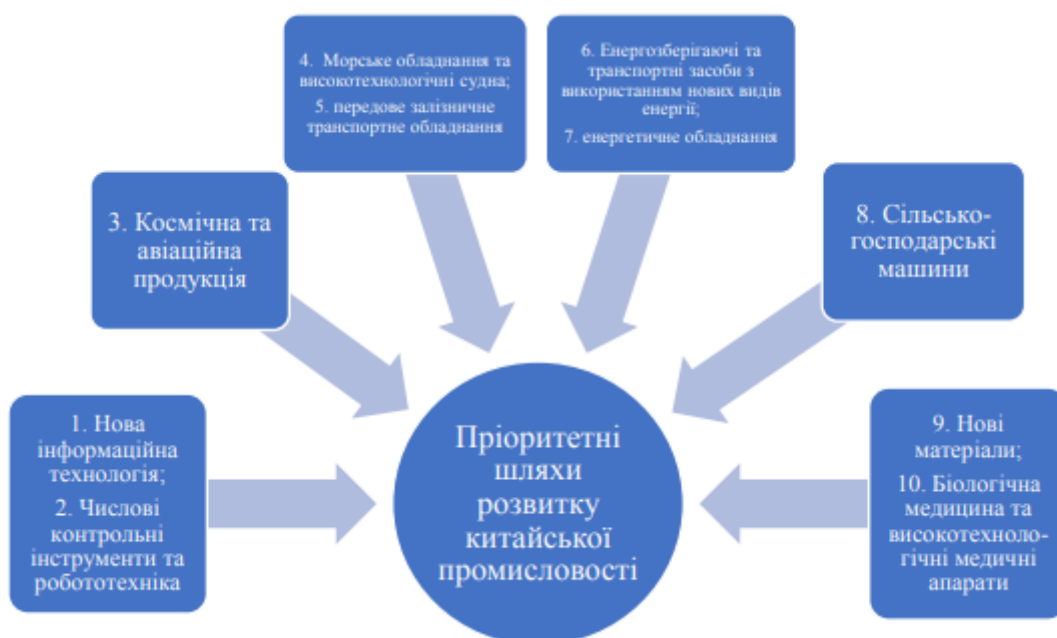 1. Нова
інформаційна
технологія;
2. Числові
контрольні
інструменти та
робототехніка
3. Космічна та
авіаційна
продукція
4. Морське обладнання та
високотехнологічні судна;
5. передове залізничне
транспортне обладнання
6. Енергозберігаючі та
транспортні засоби з
використанням нових видів
енергії;
7. енергетичне обладнання
8. Сільсько-
господарські
машини
9. Нові
матеріали;
10. Біологічна
медицина та
високотехноло-
гічні медичні
апарати
Пріоритетні
шляхи
розвитку
китайської
промисловості